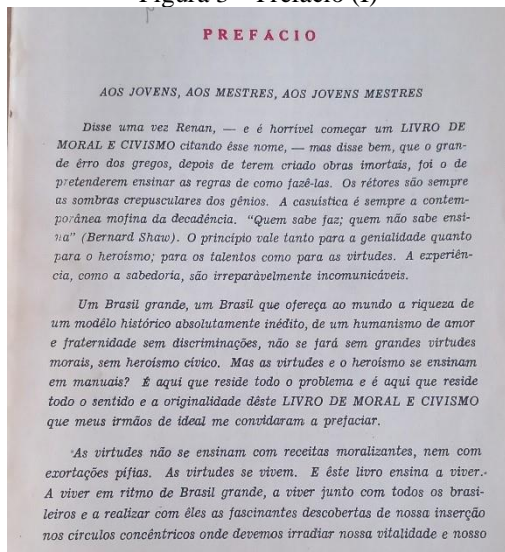 Figura 3 – Prefácio (I)
PREFÁCIO
AOS JOVENS, AOS MESTRES, AOS JOVENS MESTRES
Disse uma vez Renan, — e é horrível começar um LIVRO DE
MORAL E CIVISMO citando êsse nome, — mas disse bem, que o gran-
de êrro dos gregos, depois de terem criado obras imortais, foi o de
pretenderem ensinar as regras de como fazê-las. Os rétores são sempre
as sombras crepusculares dos gênios. A casuística é sempre a contem-
porânea mofina da decadência. "Quem sabe faz; quem não sabe ensi-
na" (Bernard Shaw). O princípio vale tanto para a genialidade quanto
para o heroísmo; para os talentos como para as virtudes. A experiên-
cia, como a sabedoria, são irreparàvelmente incomunicáveis.
Um Brasil grande, um Brasil que ofereça ao mundo a riqueza de
um modêlo histórico absolutamente inédito, de um humanismo de amor
e fraternidade sem discriminações, não se fará sem grandes virtudes
morais, sem heroísmo cívico. Mas as virtudes e o heroísmo se ensinam
em manuais? É aqui que reside todo o problema e é aqui que reside
todo o sentido e a originalidade dêste LIVRO DE MORAL E CIVISMO
que meus irmãos de ideal me convidaram a prefaciar.
As virtudes não se ensinam com receitas moralizantes, nem com
exortações pífias. As virtudes se vivem. E êste livro ensina a viver.
A viver em ritmo de Brasil grande, a viver junto com todos os brasi-
leiros e a realizar com êles as fascinantes descobertas de nossa inserção
nos círculos concêntricos onde devemos irradiar nossa vitalidade e nosso